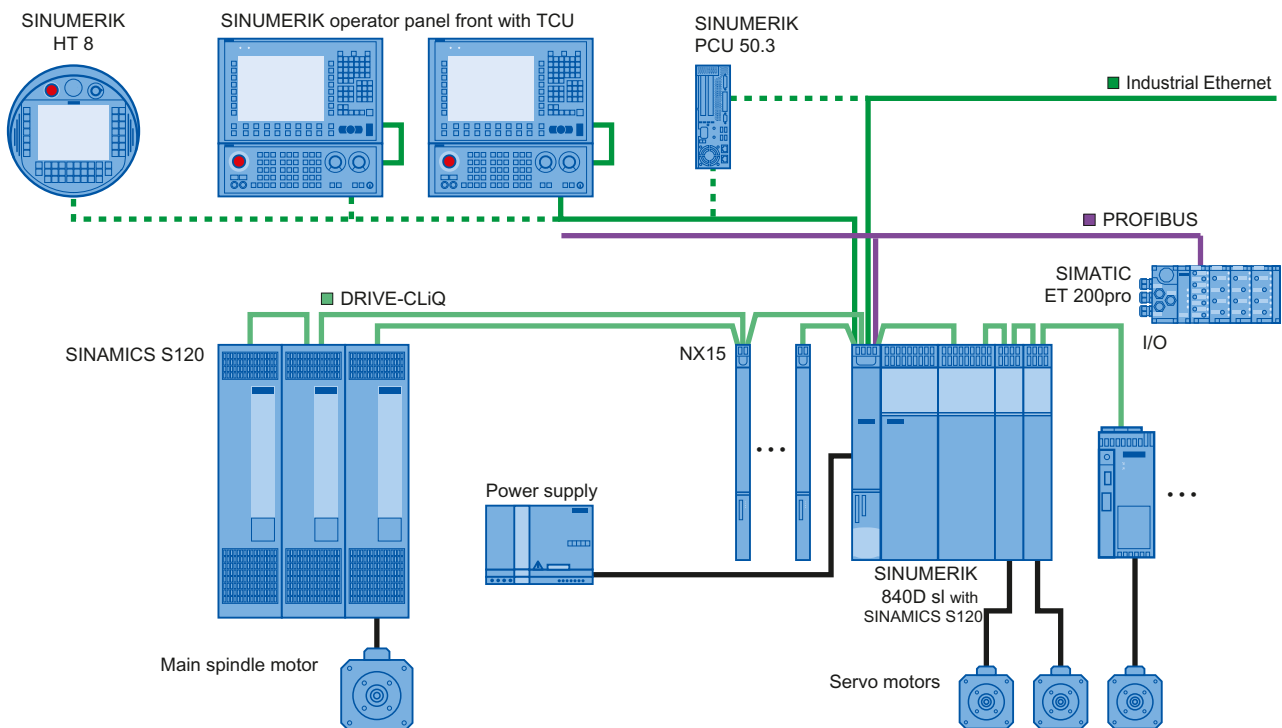 SINUMERIK
HT 8
SINUMERIK operator panel front with TCU
SINUMERIK
PCU 50.3
Industrial Ethernet
PROFIBUS
SIMATIC
ET 200pro
I/O
DRIVE-CLiQ
SINAMICS S120
NX15
...
...
Power supply
SINUMERIK
840D sl with
SINAMICS S120
Main spindle motor
Servo motors